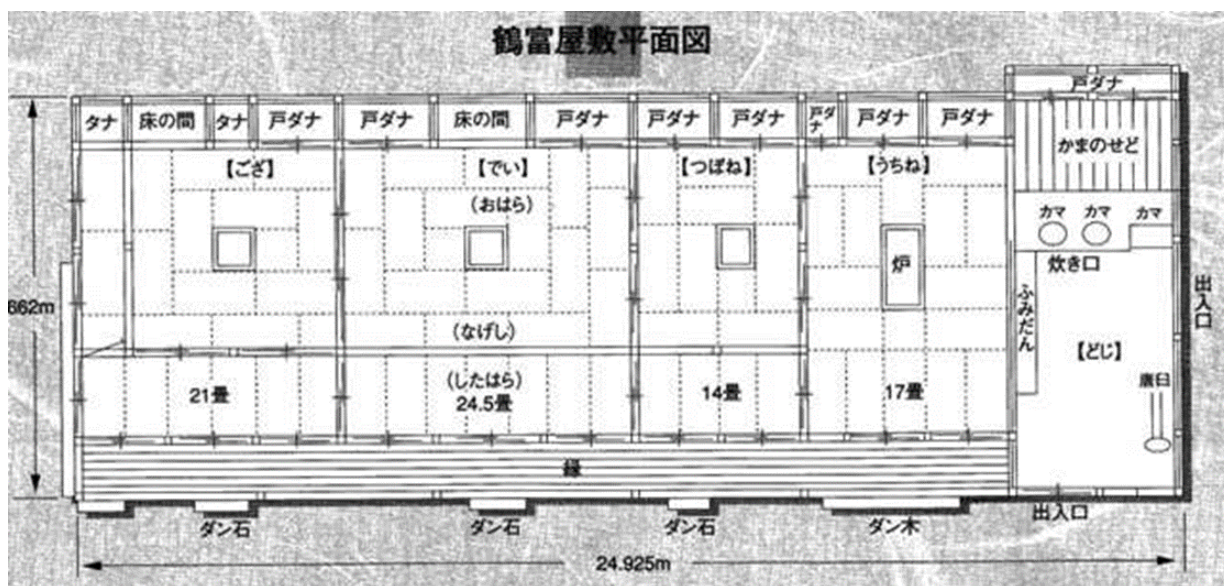 鶴富屋敷平面図
戸ダナ
タナ 床の間 タナ 戸ダナ 戸ダナ 床の間 戸ダナ 戸ダナ 戸ダナ 戸ダナ 戸ダナ 戸ダナ
かまのせど
【ござ】 【でい】 【つぼね】 【うちね】
(おはら)
カマ カマ カマ
炉
炊き口
出入口
662m
ふみだん
(なげし)
【どじ】
(したはら)
唐臼
21畳 24.5畳 14畳 17畳
縁
ダン石 ダン石 ダン石 ダン木 出入口
24.925m